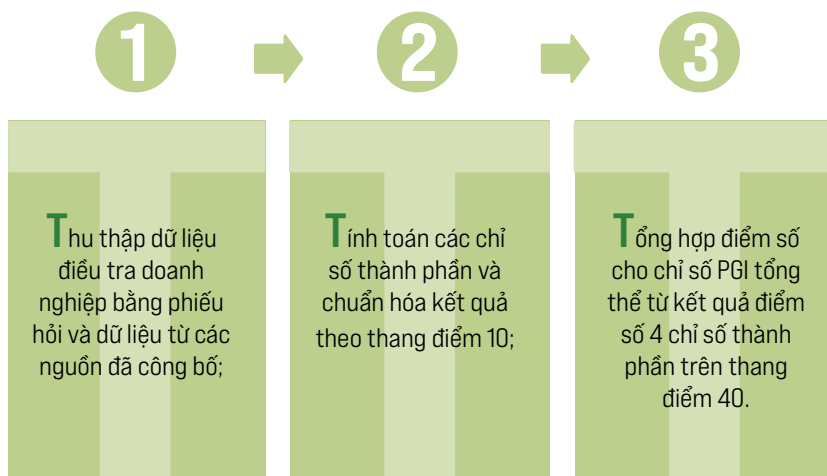 1
2
3
Thu thập dữ liệu
điều tra doanh
nghiệp bằng phiếu
hỏi và dữ liệu từ các
nguồn đã công bố;
Tính toán các chỉ
số thành phần và
chuẩn hóa kết quả
theo thang điểm 10;
Tổng hợp điểm số
cho chỉ số PGI tổng
thể từ kết quả điểm
số 4 chỉ số thành
phần trên thang
điểm 40.